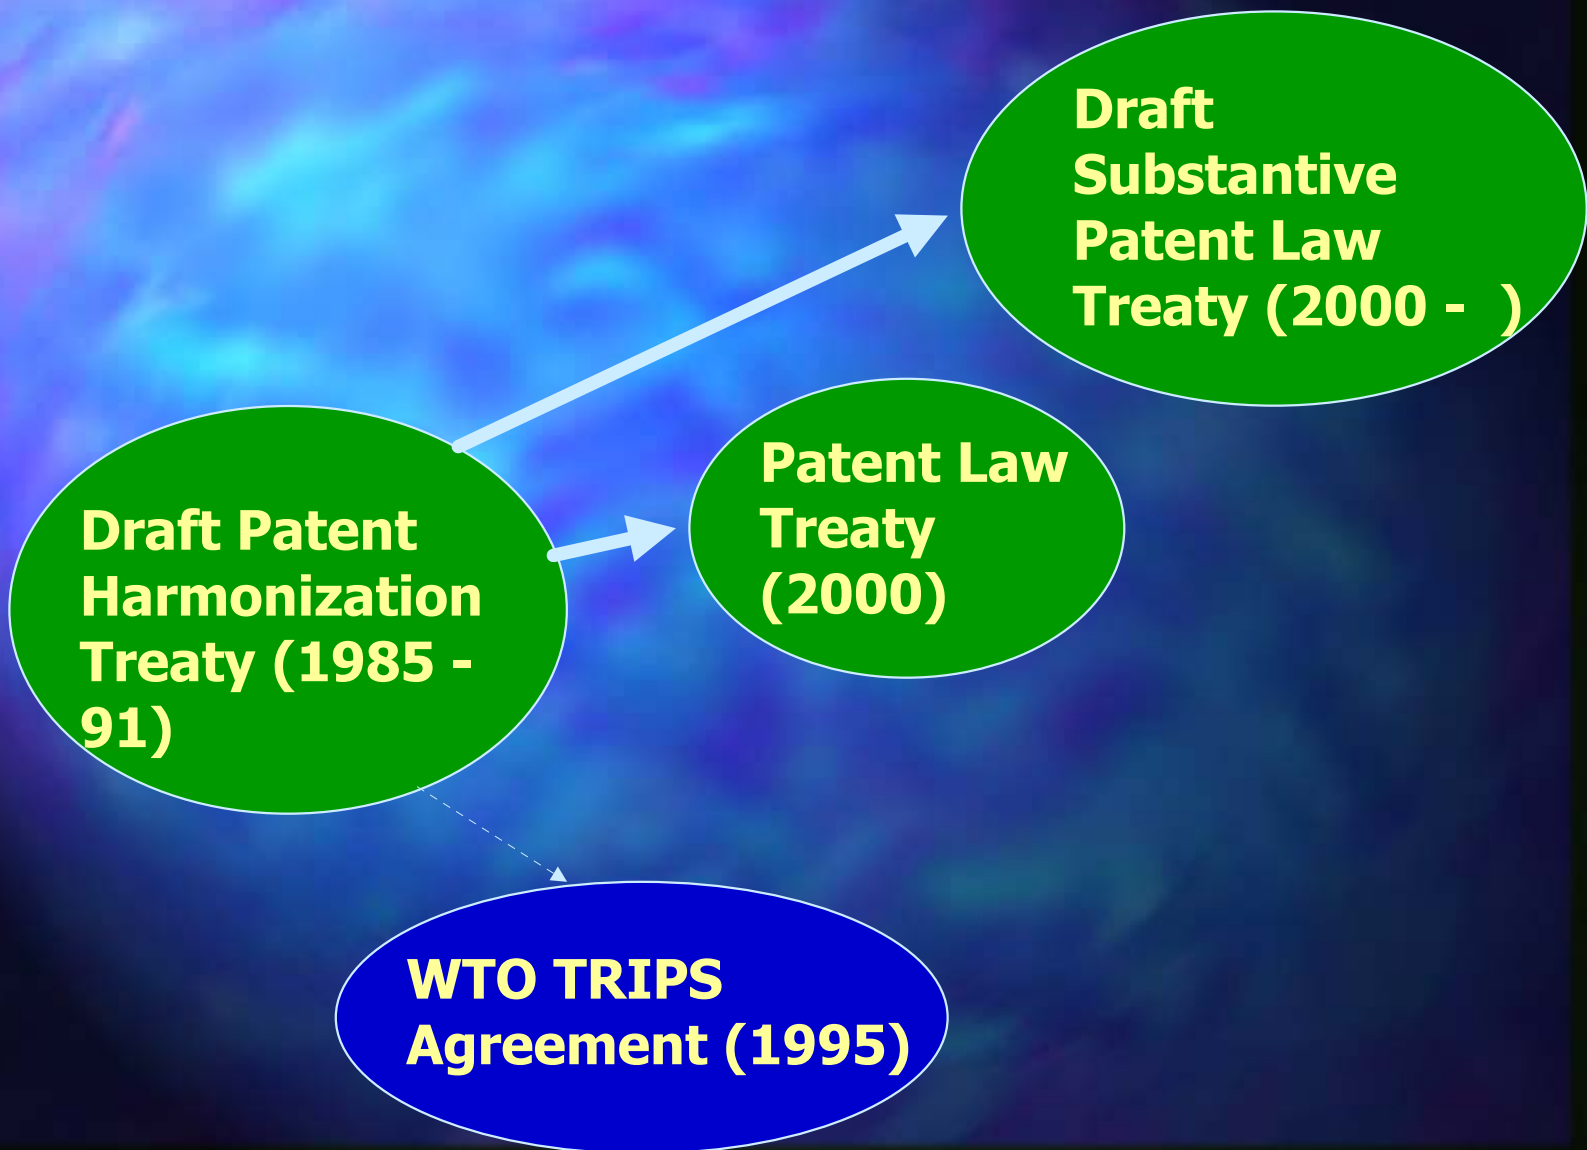 Draft
Substantive
Patent Law
Treaty (2000 -   )
Patent Law
Treaty
(2000)
Draft Patent
Harmonization
Treaty (1985 -
91)
WTO TRIPS
Agreement (1995)